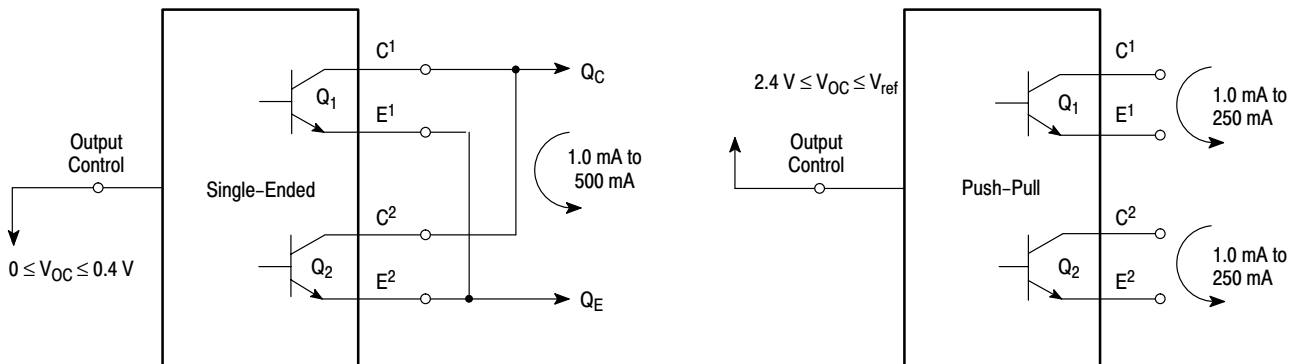 C1
Q1
E1
QC
Output
Control
Single–Ended
1.0 mA to
500 mA
C2
Q2
E2
QE
0 ≤ VOC ≤ 0.4 V
2.4 V ≤ VOC ≤ Vref
C1
Q1
E1
1.0 mA to
250 mA
Output
Control
Push–Pull
C2
Q2
E2
1.0 mA to
250 mA